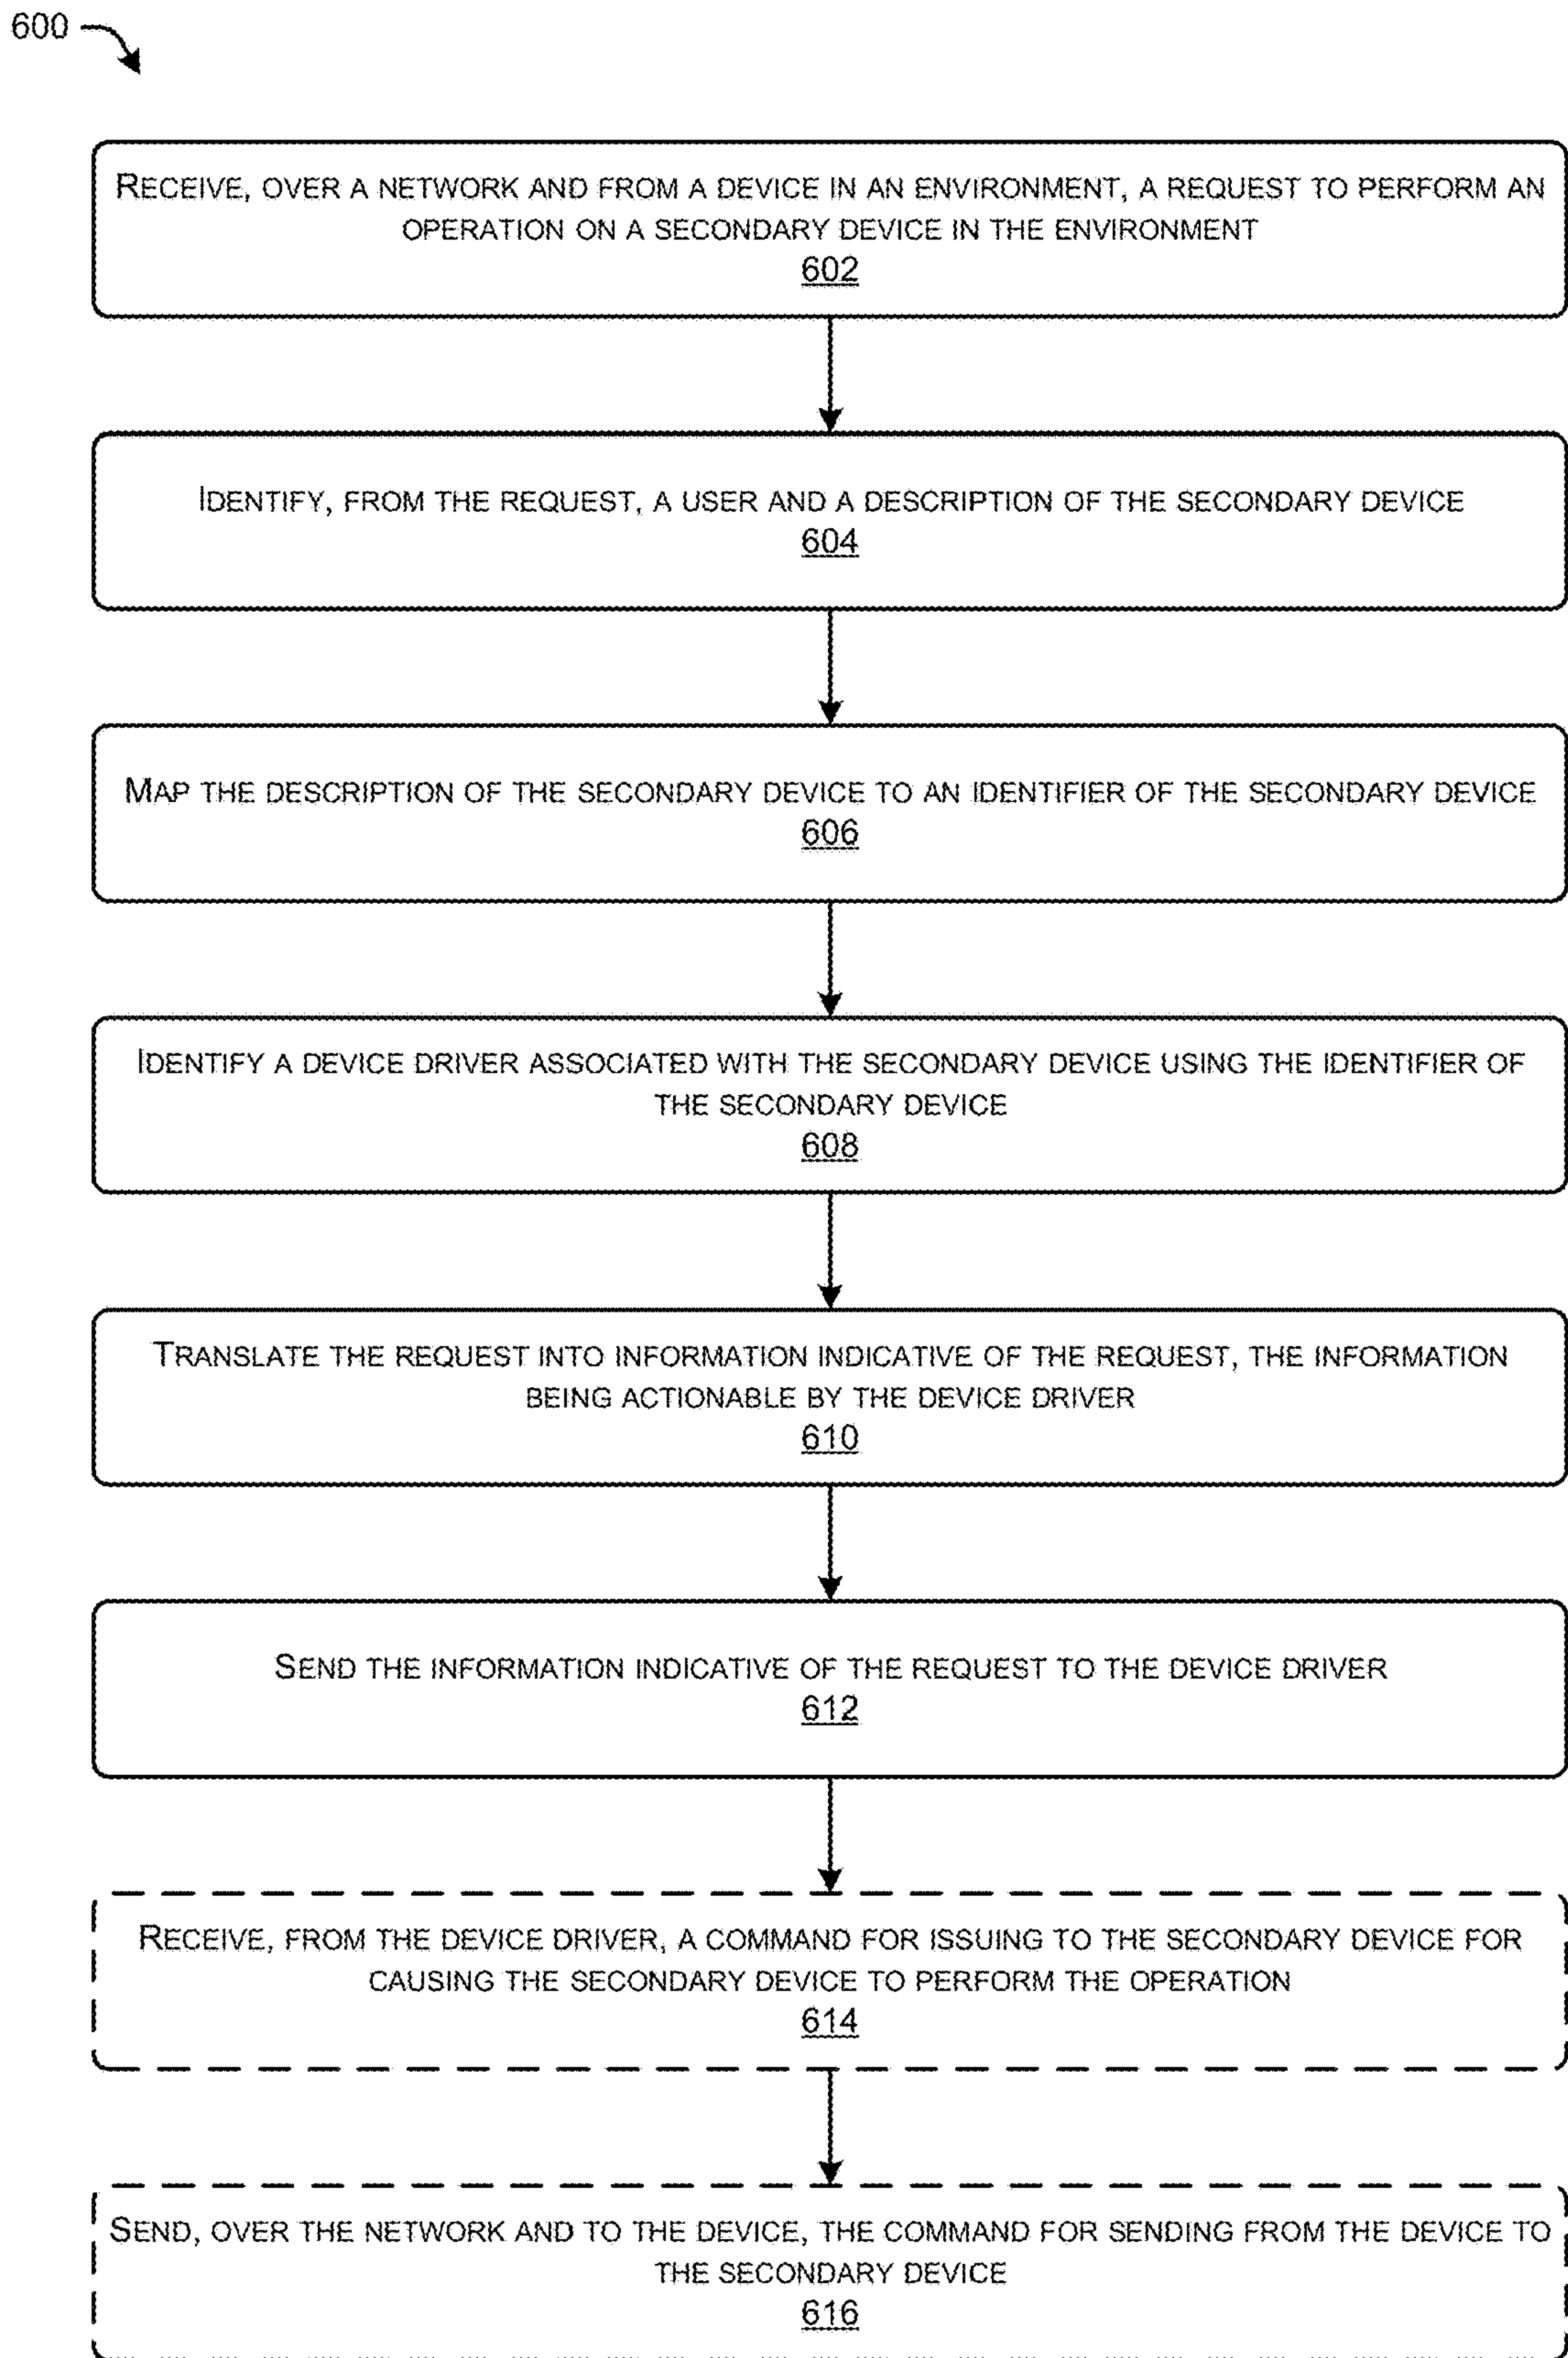 600
RECEIVE, OVER A NETWORK AND FROM A DEVICE IN AN ENVIRONMENT, A REQUEST TO PERFORM AN
OPERATION ON A SECONDARY DEVICE IN THE ENVIRONMENT
602
IDENTIFY, FROM THE REQUEST, A USER AND A DESCRIPTION OF THE SECONDARY DEVICE
604
MAP THE DESCRIPTION OF THE SECONDARY DEVICE TO AN IDENTIFIER OF THE SECONDARY DEVICE
606
IDENTIFY A DEVICE DRIVER ASSOCIATED WITH THE SECONDARY DEVICE USING THE IDENTIFIER OF
THE SECONDARY DEVICE
608
TRANSLATE THE REQUEST INTO INFORMATION INDICATIVE OF THE REQUEST, THE INFORMATION
BEING ACTIONABLE BY THE DEVICE DRIVER
610
SEND THE INFORMATION INDICATIVE OF THE REQUEST TO THE DEVICE DRIVER
612
RECEIVE, FROM THE DEVICE DRIVER, A COMMAND FOR ISSUING TO THE SECONDARY DEVICE FOR
CAUSING THE SECONDARY DEVICE TO PERFORM THE OPERATION
614
SEND, OVER THE NETWORK AND TO THE DEVICE, THE COMMAND FOR SENDING FROM THE DEVICE TO
THE SECONDARY DEVICE
616